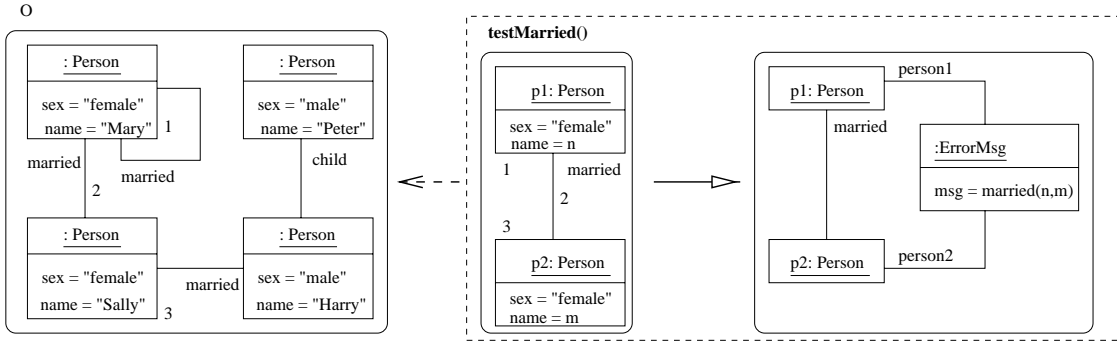 O
: Person
sex = "female"
name = "Mary"
1
married
married
2
: Person
sex = "male"
name = "Peter"
child
: Person
sex = "female"
name = "Sally"
3
married
: Person
sex = "male"
name = "Harry"
testMarried()
p1: Person
sex = "female"
name = n
1
married
2
3
p2: Person
sex = "female"
name = m
p1: Person
person1
married
:ErrorMsg
msg = married(n,m)
p2: Person
person2